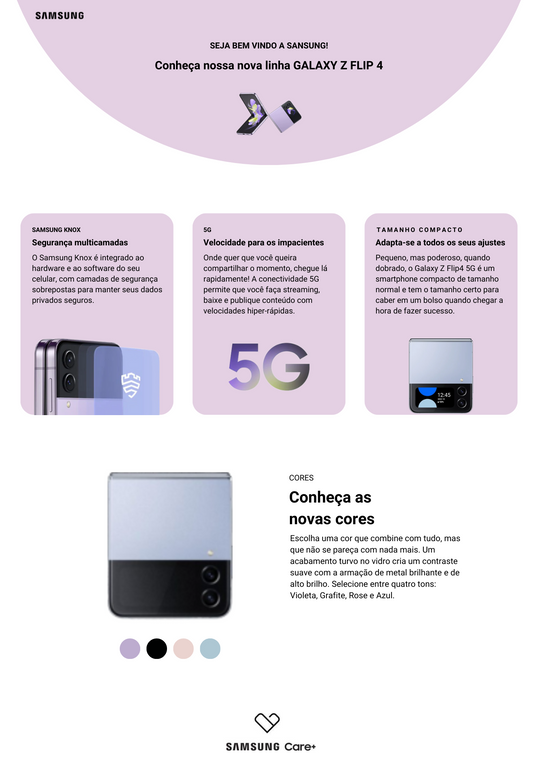 SAMSUNG
SEJA BEM VINDO A SANSUNG!
Conheça nossa nova linha GALAXY Z FLIP 4
SAMSUNG KNOX
Segurança multicamadas
O Samsung Knox é integrado ao
hardware e ao software do seu
celular, com camadas de segurança
sobrepostas para manter seus dados
privados seguros.
5G
Velocidade para os impacientes
Onde quer que você queira
compartilhar o momento, chegue lá
rapidamente! A conectividade 5G
permite que você faça streaming,
baixe e publique conteúdo com
velocidades hiper-rápidas.
5G
TAMANHO COMPACTO
Adapta-se a todos os seus ajustes
Pequeno, mas poderoso, quando
dobrado, o Galaxy Z Flip4 5G é um
smartphone compacto de tamanho
normal e tem o tamanho certo para
caber em um bolso quando chegar a
hora de fazer sucesso.
12:45
CORES
Conheça as
novas cores
Escolha uma cor que combine com tudo, mas
que não se pareça com nada mais. Um
acabamento turvo no vidro cria um contraste
suave com a armação de metal brilhante e de
alto brilho. Selecione entre quatro tons:
Violeta, Grafite, Rose e Azul.
SAMSUNG Care+